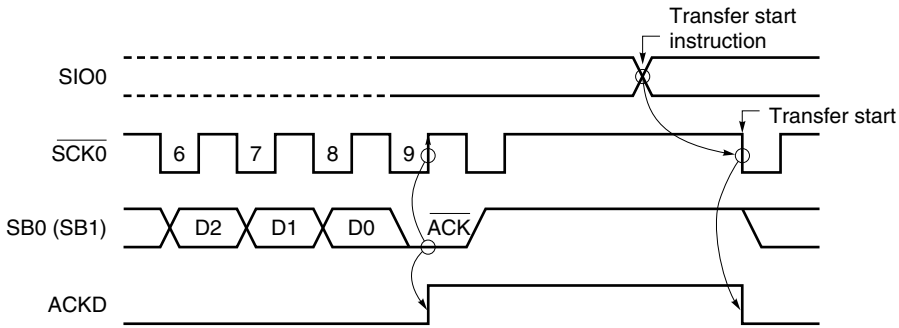 Transfer start
instruction
SIO0
Transfer start
SCK0
6 7 8 9
SB0 (SB1)
D2 D1 D0 ACK
ACKD